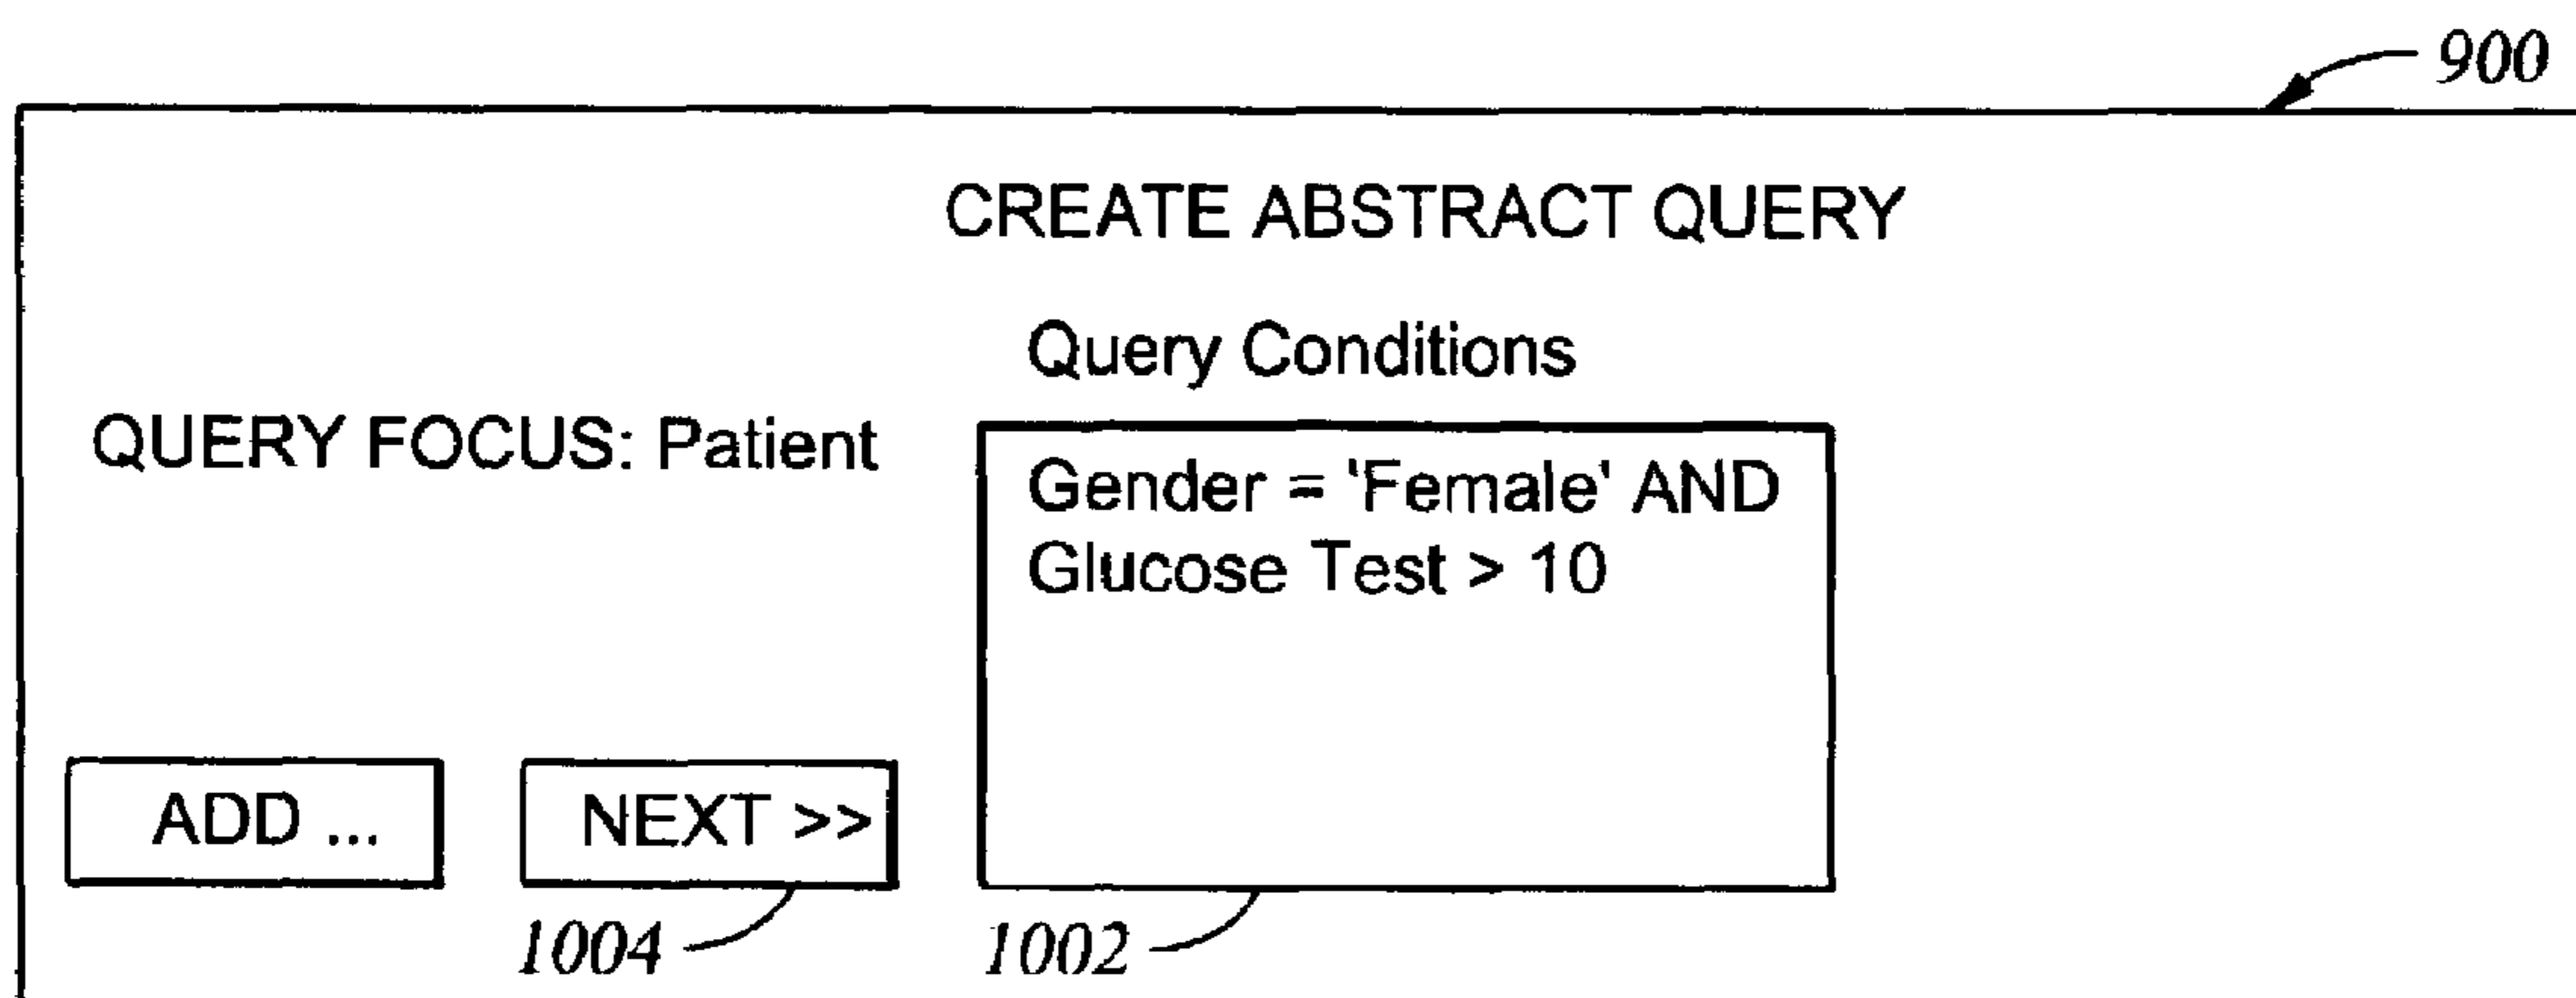 900
CREATE ABSTRACT QUERY
Query Conditions
QUERY FOCUS: Patient
Gender = 'Female' AND
Glucose Test > 10
ADD ...
NEXT >>
1004
1002